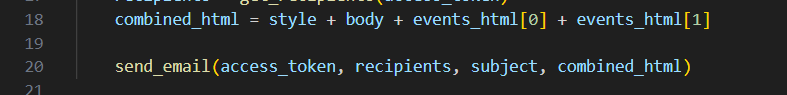 18 combined_html = style + body + events_html[0] + events_html[1]
19
20 send_email(access_token, recipients, subject, combined_html)
21